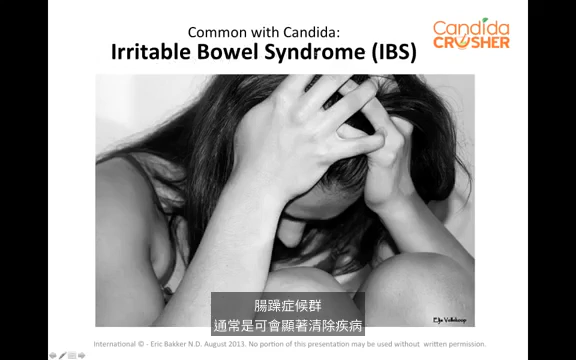 Common with Candida:
Irritable Bowel Syndrome (IBS)
Candida
CRUSHER
腸躁症候群
通常是可會顯著清除疾病
International © - Eric Bakker N.D. August 2013. No portion of this presentation may be used without written permission.